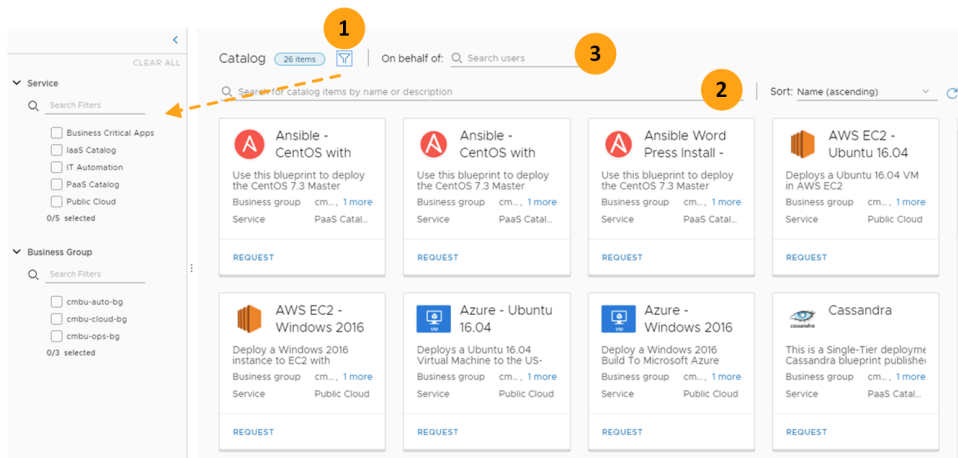 1
CLEAR ALL
Service
Search Filters
Business Critical Apps
IaaS Catalog
IT Automation
PaaS Catalog
Public Cloud
0/5 selected
Business Group
Search Filters
cmbu-auto-bg
cmbu-cloud-bg
cmbu-ops-bg
0/3 selected
Catalog 26 items On behalf of: Search users 3
Search for catalog items by name or description 2 Sort: Name (ascending)
Ansible -
CentOS with
Use this blueprint to deploy
the CentOS 7.3 Master
Business group cm..., 1 more
Service PaaS Catal...
REQUEST
Ansible -
CentOS with
Use this blueprint to deploy
the CentOS 7.3 Master
Business group cm..., 1 more
Service PaaS Catal...
REQUEST
Ansible Word
Press Install -
Use this blueprint to deploy
the CentOS 7.3 Master
Business group cm..., 1 more
Service PaaS Catal...
REQUEST
AWS EC2 -
Ubuntu 16.04
Deploys a Ubuntu 16.04 VM
in AWS EC2
Business group cm..., 1 more
Service Public Cloud
REQUEST
AWS EC2 -
Windows 2016
Deploy a Windows 2016
instance to EC2 with
Business group cm..., 1 more
Service Public Cloud
REQUEST
VM
Azure - Ubuntu
16.04
Deploys a Ubuntu 16.04
Virtual Machine to the US-
Business group cm..., 1 more
Service Public Cloud
REQUEST
VM
Azure -
Windows 2016
Deploy a Windows 2016
Build To Microsoft Azure
Business group cm..., 1 more
Service Public Cloud
REQUEST
cassandra
Cassandra
This is a Single-Tier deployme
Cassandra blueprint publishe
Business group cm..., 1 more
Service PaaS Catal...
REQUEST